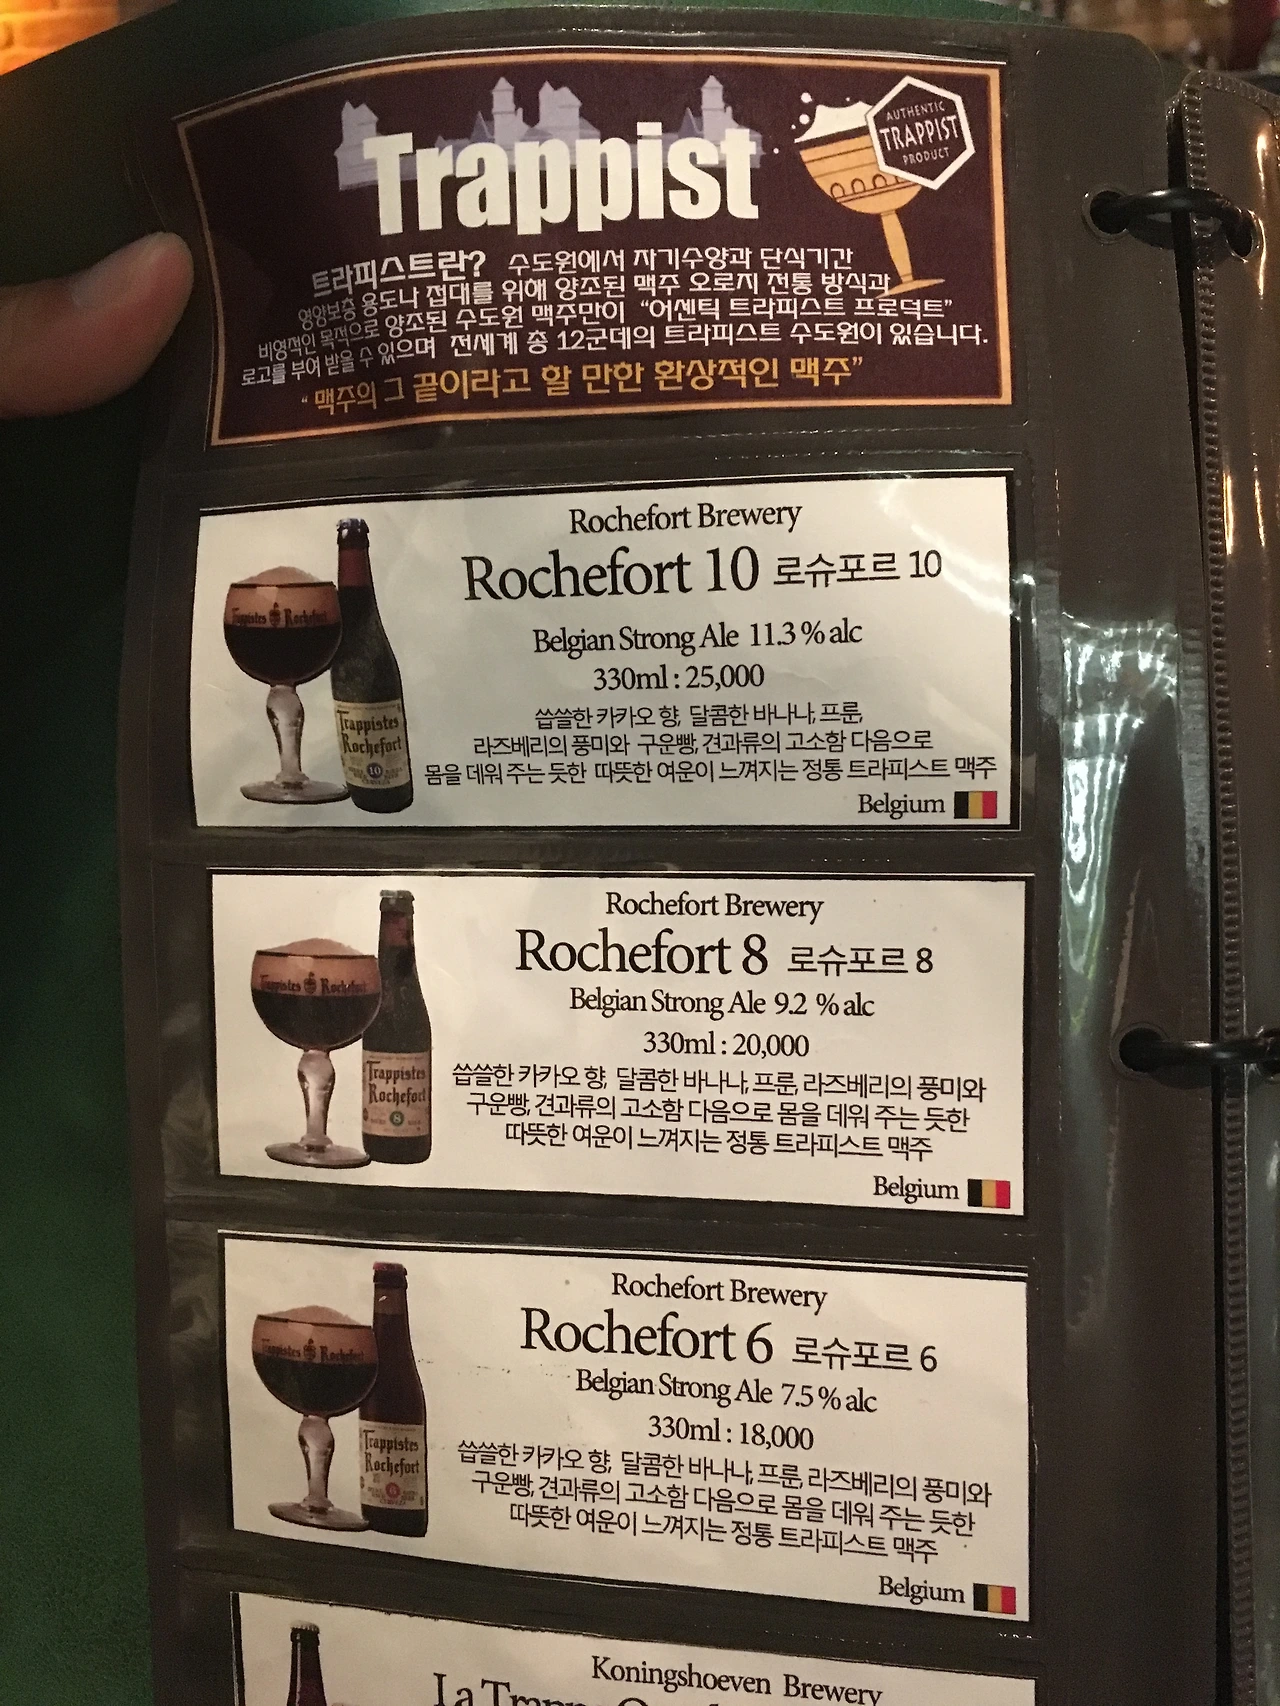 Trappist
AUTHENTIC
TRAPPIST
PRODUCT
트라피스트란? 수도원에서 자기수양과 단식기간
영양보충 용도나 접대를 위해 양조된 맥주 오로지 전통 방식과
비영적인 목적으로 양조된 수도원 맥주만이 “어센틱 트라피스트 프로덕트”
로고를 부여 받을 수 있으며 전세계 총 12군데의 트라피스트 수도원이 있습니다.
“맥주의 그 끝이라고 할 만한 환상적인 맥주”
Rochefort Brewery
Rochefort 10 로슈포르 10
Belgian Strong Ale 11.3 % alc
330ml : 25,000
씁쓸한 카카오 향, 달콤한 바나나, 프룬,
라즈베리의 풍미와 구운빵, 견과류의 고소함 다음으로
몸을 데워 주는 듯한 따뜻한 여운이 느껴지는 정통 트라피스트 맥주
Belgium
Trappistes Rochefort
Trappistes
Rochefort
10
Rochefort Brewery
Rochefort 8 로슈포르 8
Belgian Strong Ale 9.2 % alc
330ml : 20,000
씁쓸한 카카오 향, 달콤한 바나나, 프룬, 라즈베리의 풍미와
구운빵, 견과류의 고소함 다음으로 몸을 데워 주는 듯한
따뜻한 여운이 느껴지는 정통 트라피스트 맥주
Belgium
Trappistes Rochefort
Trappistes
Rochefort
8
Rochefort Brewery
Rochefort 6 로슈포르 6
Belgian Strong Ale 7.5 % alc
330ml : 18,000
씁쓸한 카카오 향, 달콤한 바나나, 프룬, 라즈베리의 풍미와
구운빵, 견과류의 고소함 다음으로 몸을 데워 주는 듯한
따뜻한 여운이 느껴지는 정통 트라피스트 맥주
Belgium
Trappistes Rochefort
Trappistes
Rochefort
6
Koningshoeven Brewery
La Trappe